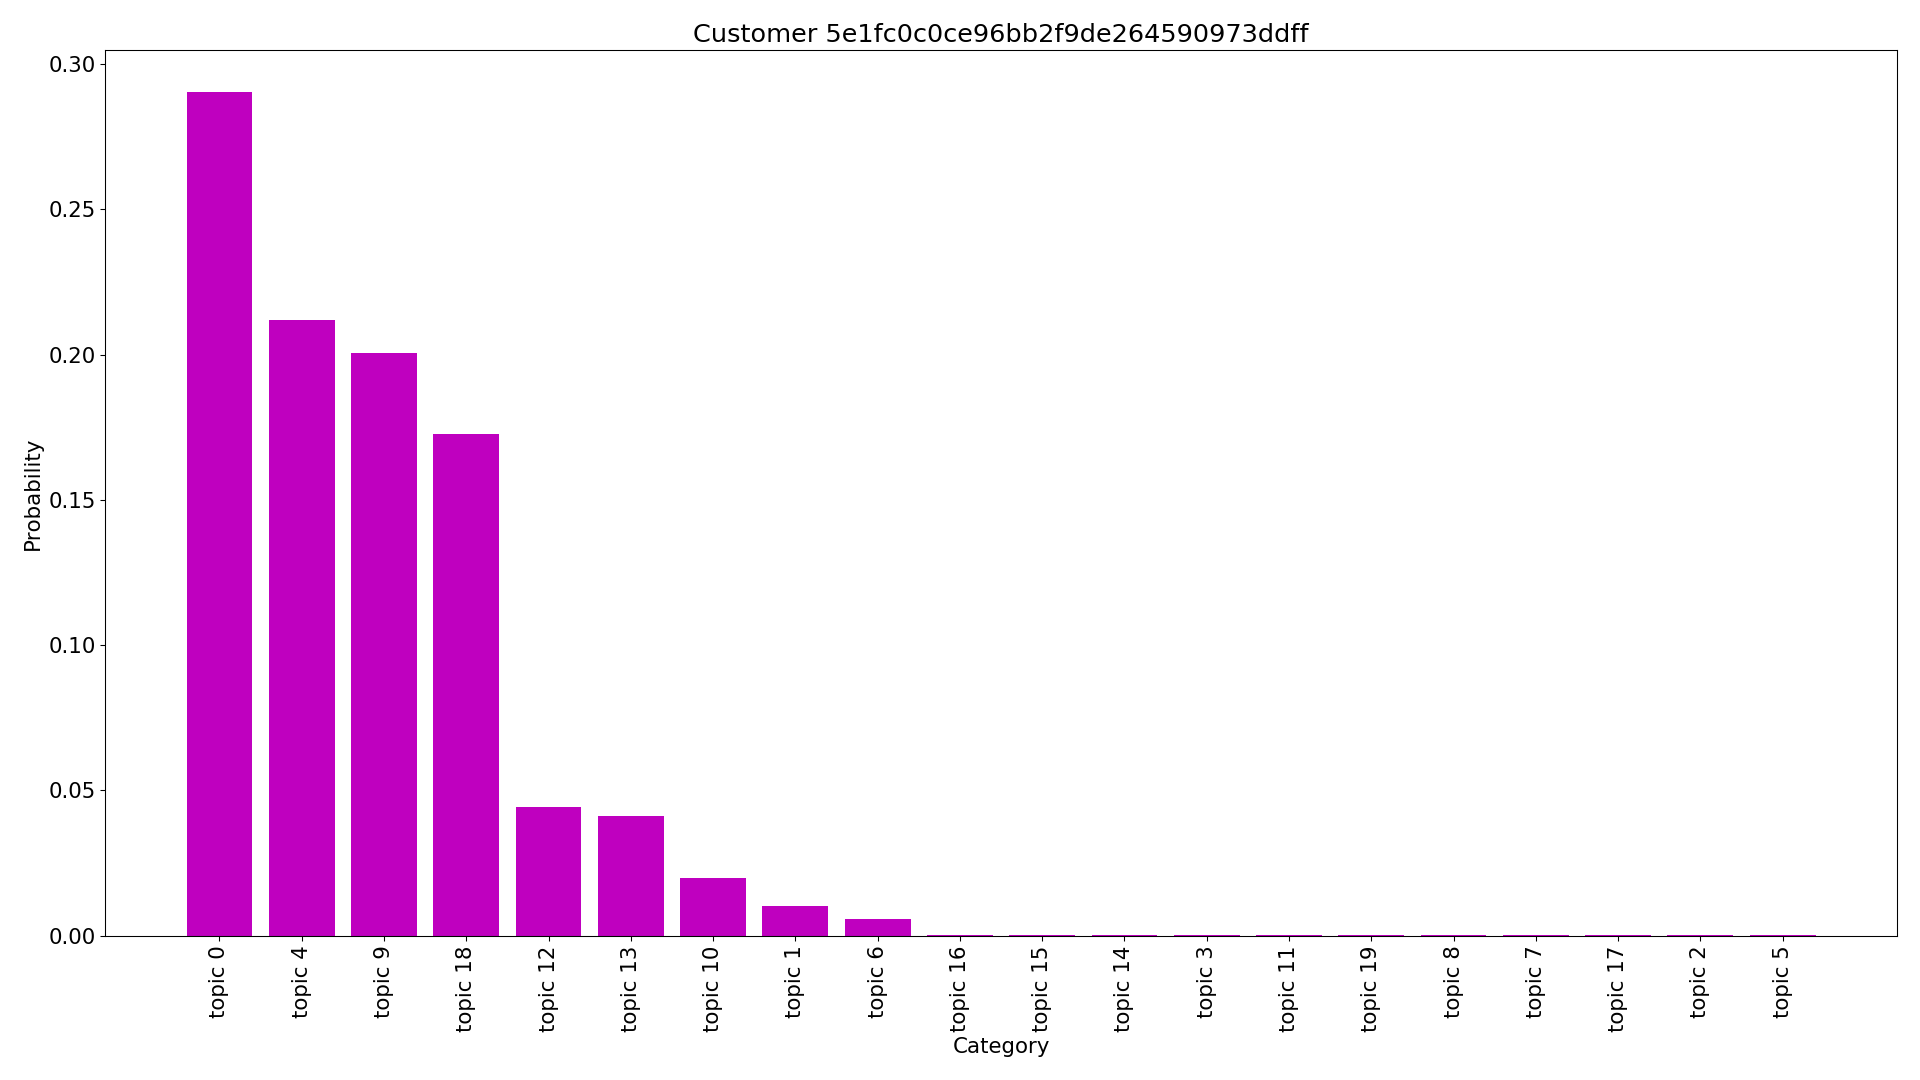 Customer 5e1fc0c0ce96bb2f9de264590973ddff
0.30
0.25
0.20
0.15
0.10
0.05
0.00
Probability
topic 0
topic 4
topic 9
topic 18
topic 12
topic 13
topic 10
topic 1
topic 6
topic 16
topic 15
topic 14
topic 3
topic 11
topic 19
topic 8
topic 7
topic 17
topic 2
topic 5
Category